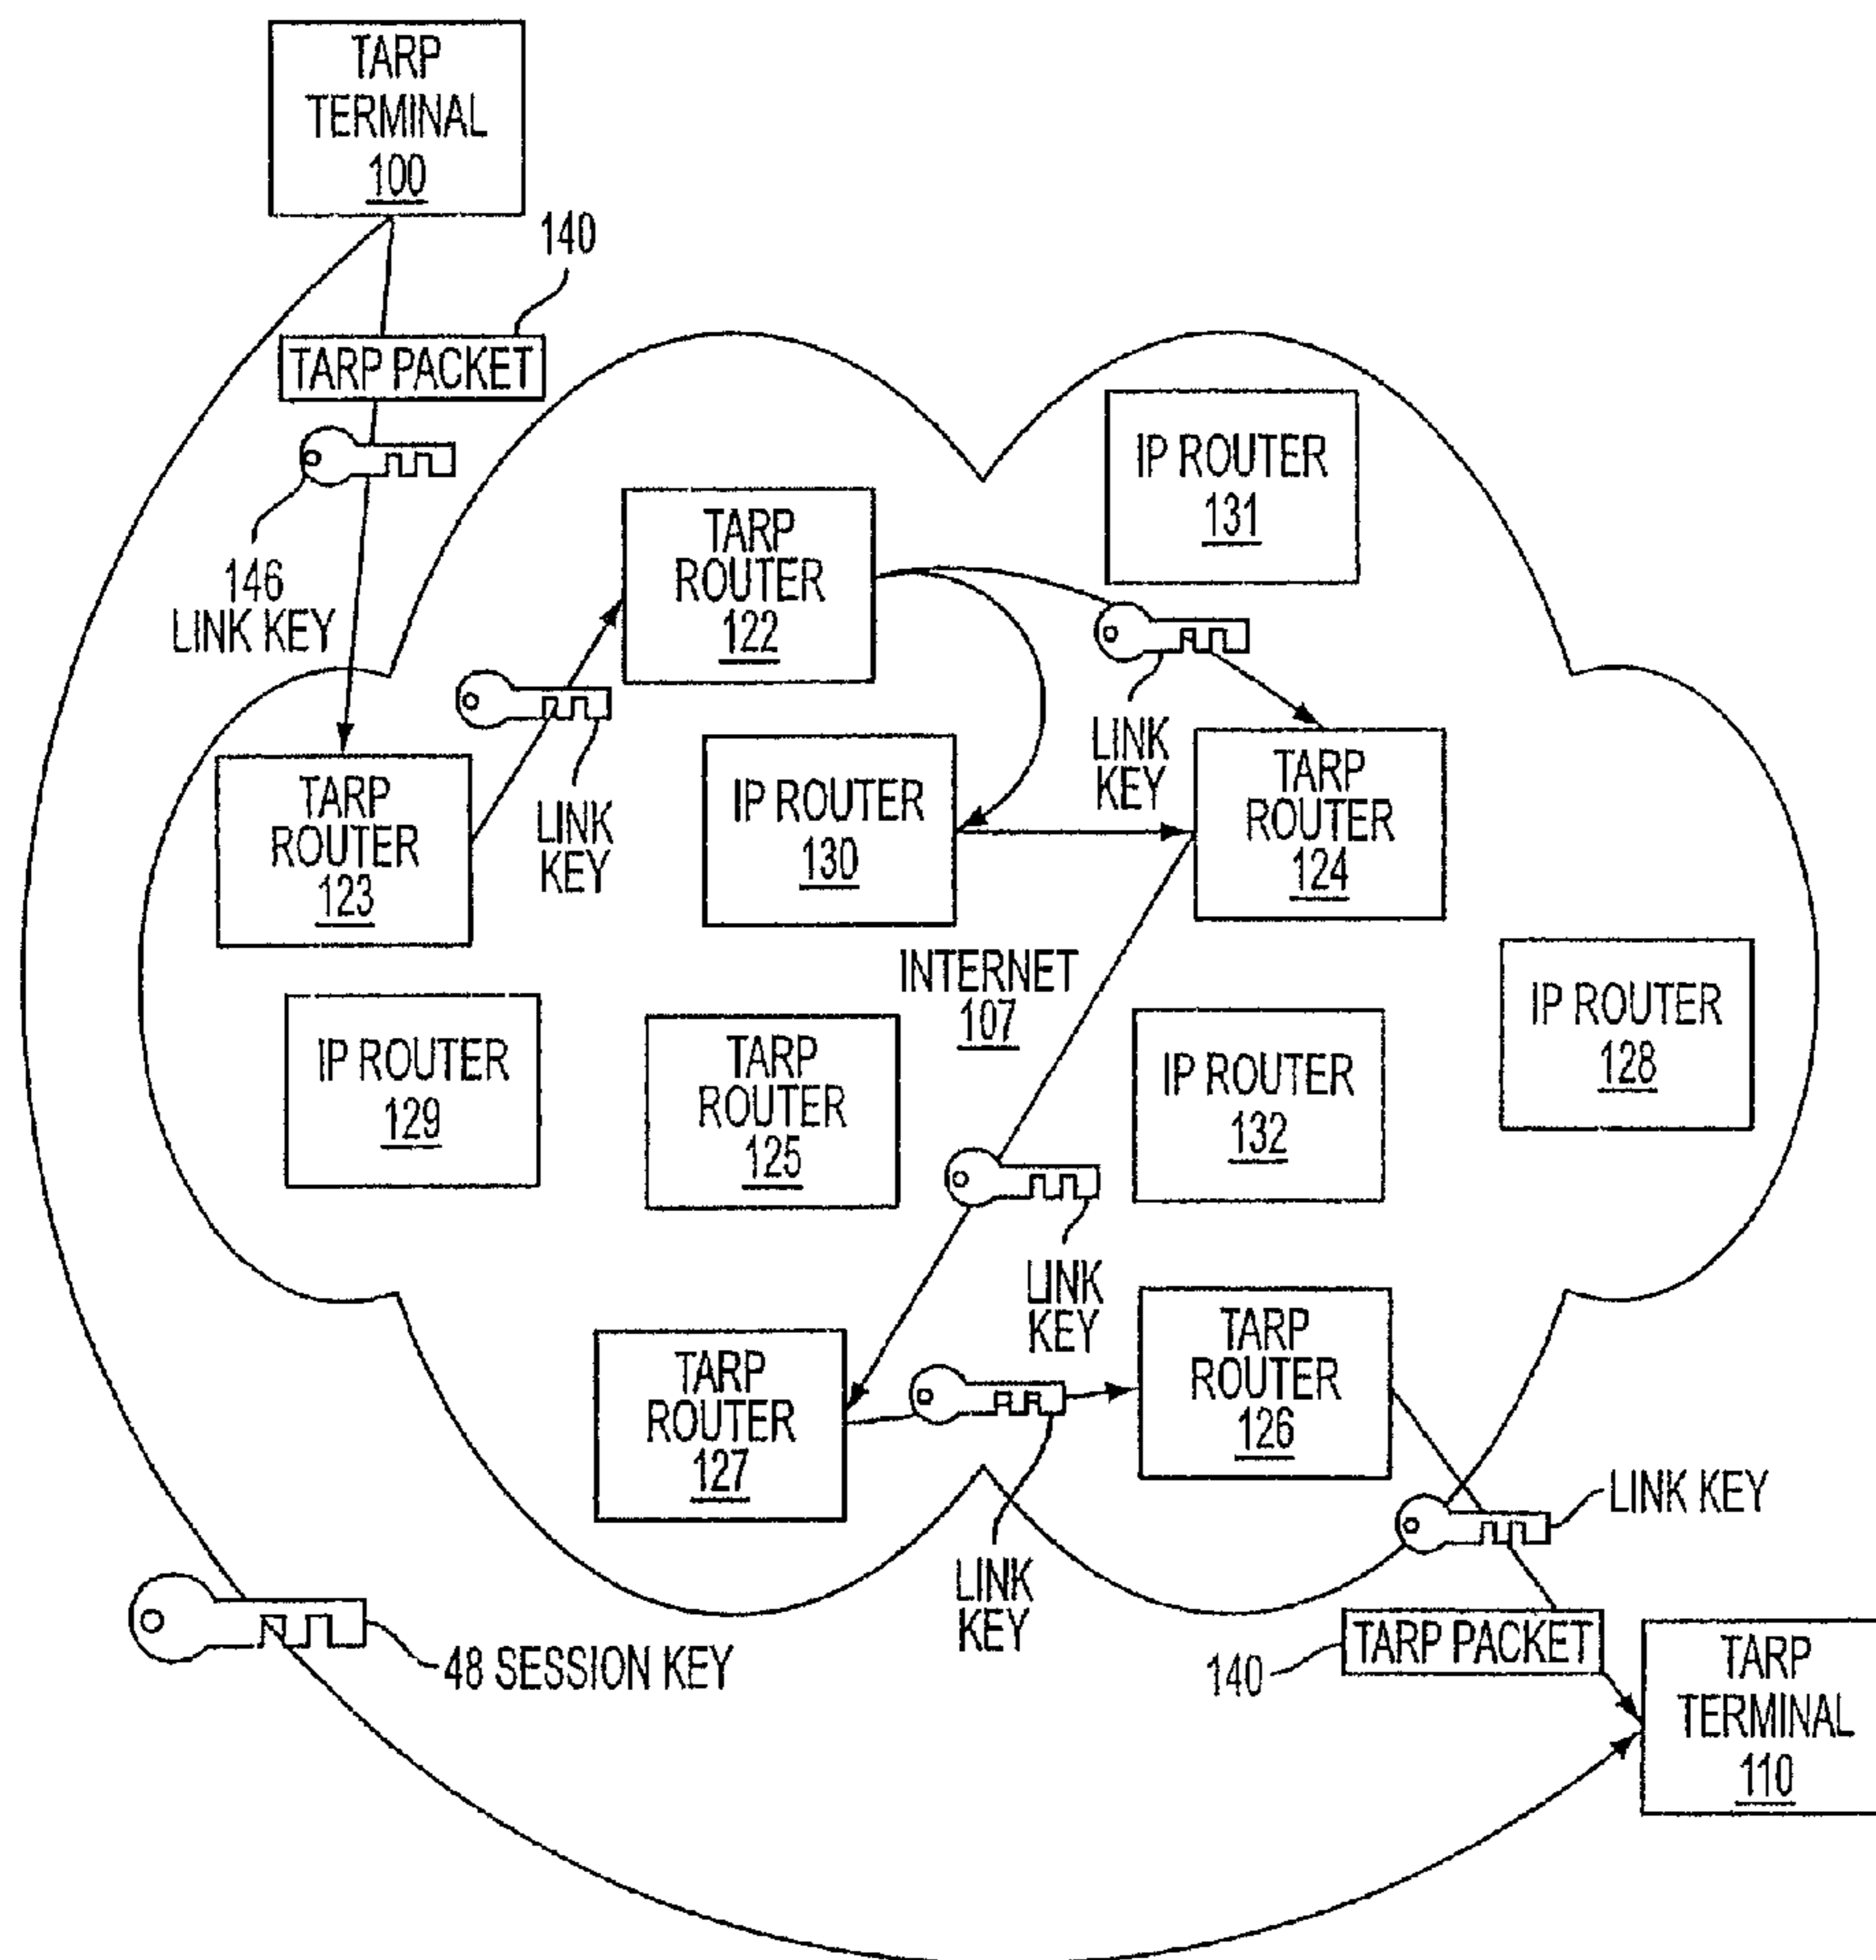 TARP
TERMINAL
100
140
TARP PACKET
146
LINK KEY
TARP
ROUTER
122
IP ROUTER
131
LINK
KEY
LINK
KEY
TARP
ROUTER
123
IP ROUTER
130
TARP
ROUTER
124
INTERNET
107
IP ROUTER
129
TARP
ROUTER
125
IP ROUTER
132
IP ROUTER
128
LINK
KEY
TARP
ROUTER
127
TARP
ROUTER
126
LINK KEY
LINK
KEY
48 SESSION KEY
140
TARP PACKET
TARP
TERMINAL
110